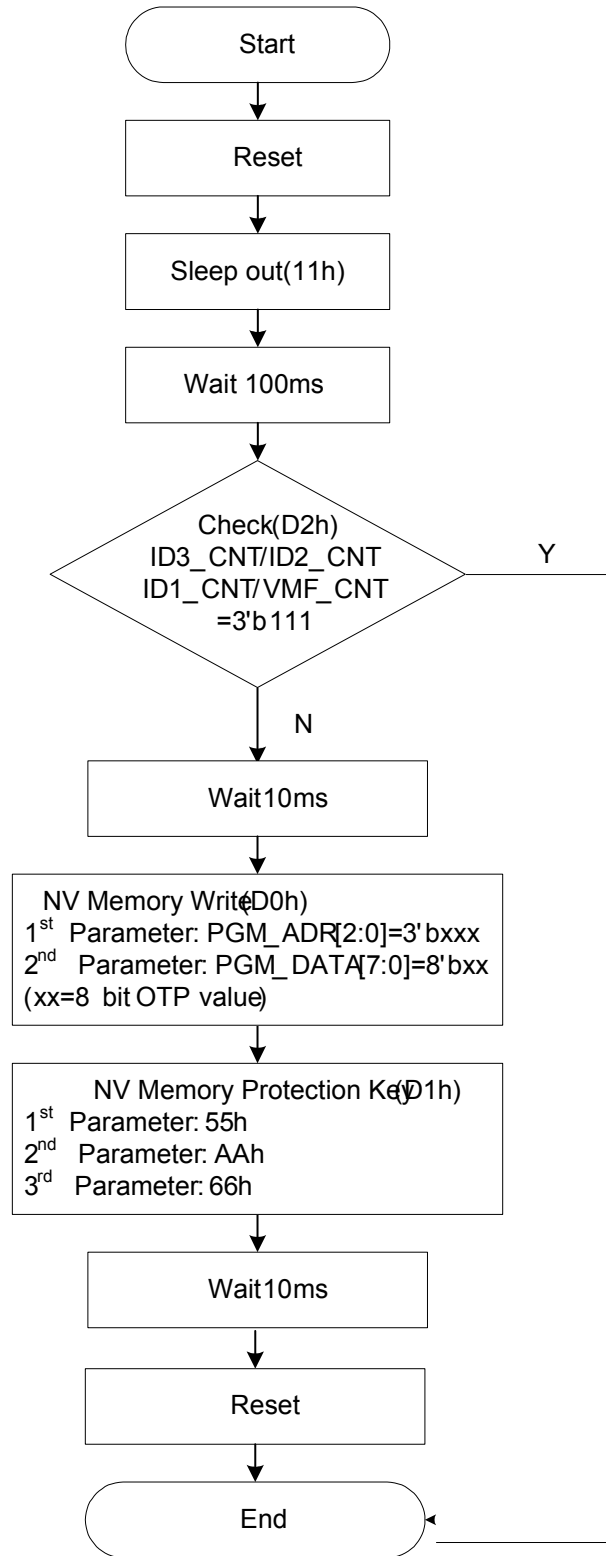 Start
Reset
Sleep out(11h)
Wait 100ms
Check(D2h)
ID3_CNT/ID2_CNT
ID1_CNT/VMF_CNT
=3'b111
Y
N
Wait10ms
NV Memory Write(D0h)
1st Parameter: PGM_ADR[2:0]=3'bxxx
2nd Parameter: PGM_DATA[7:0]=8'bxx
(xx=8 bit OTP value)
NV Memory Protection Key(D1h)
1st Parameter: 55h
2nd Parameter: AAh
3rd Parameter: 66h
Wait10ms
Reset
End